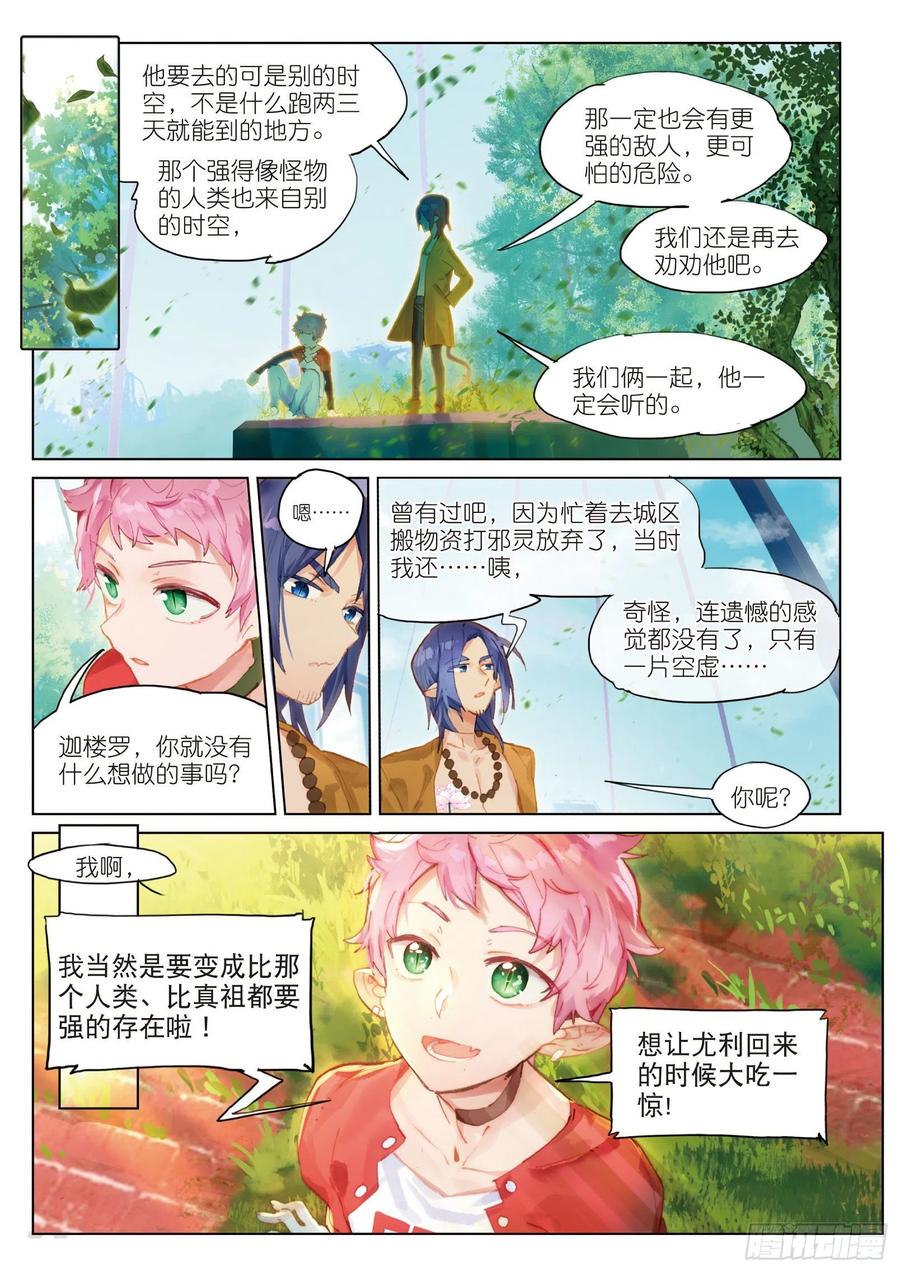 他要去的可是别的时
空，不是什么跑两三
天就能到的地方。
那个强得像怪物
的人类也来自别
的时空，
那一定也会有更
强的敌人，更可
怕的危险。
我们还是再去
劝劝他吧。
我们俩一起，他一
定会听的。
迦楼罗，你就没有
什么想做的事吗？
嗯……
曾有过吧，因为忙着去城区
搬物资打邪灵放弃了，当时
我还……咦，
奇怪，连遗憾的感
觉都没有了，只有
一片空虚……
你呢？
我啊，
我当然是要变成比那
个人类、比真祖都要
强的存在啦！
想让尤利回来
的时候大吃一
惊!
腾讯动漫